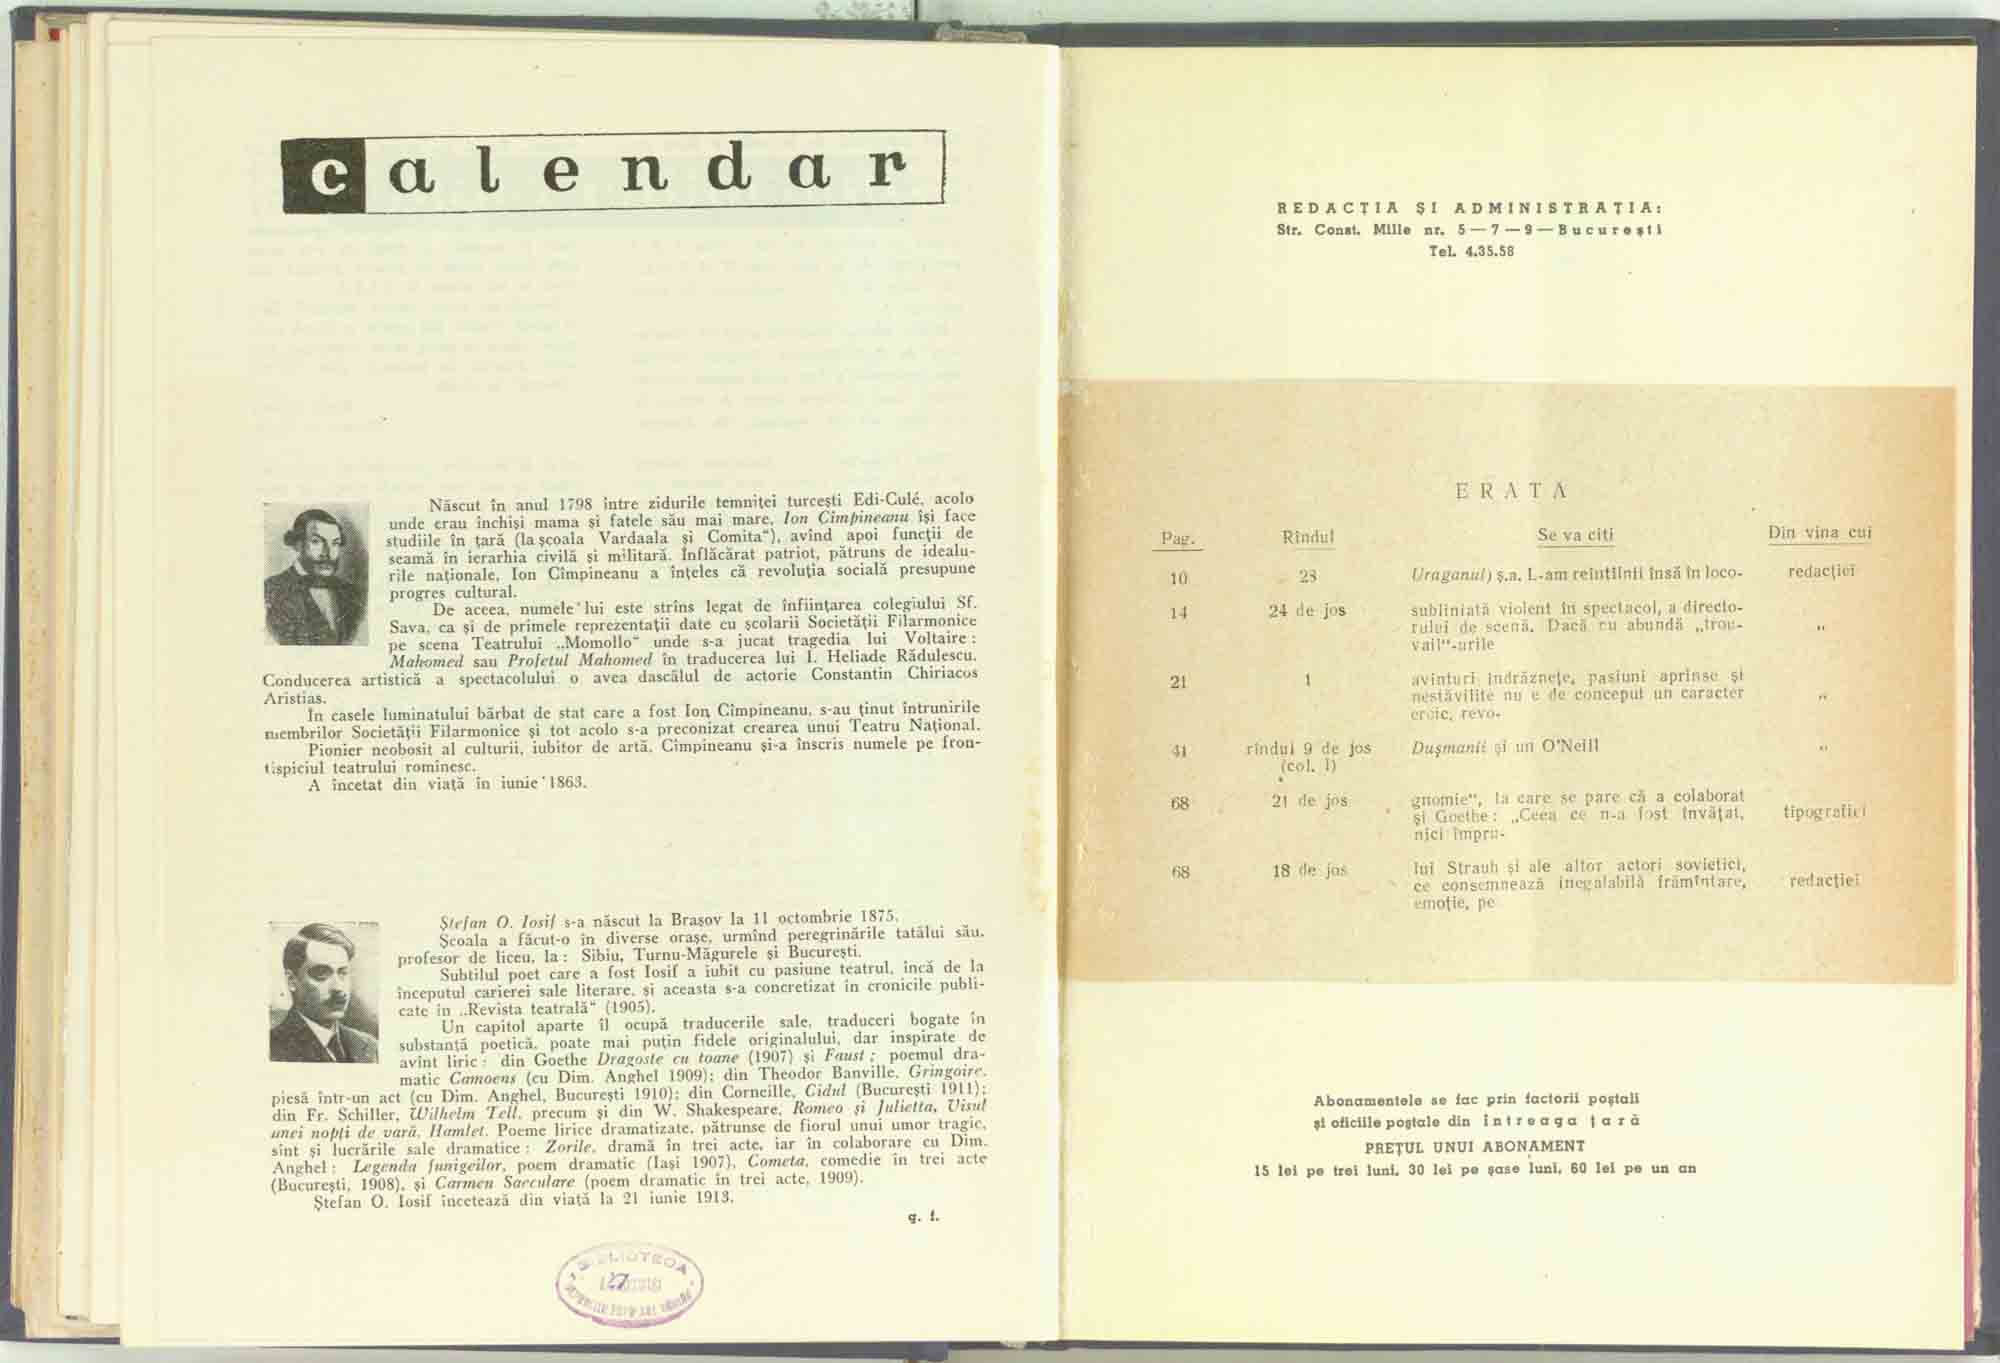 calendar
Născut în anul 1798 între zidurile temniței turcești Edi-Culé, acolo
unde erau închiși mama și fatele său mai mare, Ion Cîmpineanu își face
studiile în țară (la școala Vardaala și Comita“), avînd apoi funcții de
seamă în ierarhia civilă și militară. Înflăcărat patriot, pătruns de idealu-
rile naționale, Ion Cîmpineanu a înțeles că revoluția socială presupune
progres cultural.
De aceea, numele lui este strîns legat de înființarea colegiului Sf.
Sava, ca și de primele reprezentații date cu școlarii Societății Filarmonice
pe scena Teatrului „Momollo“ unde s-a jucat tragedia lui Voltaire :
Mahomed sau Profetul Mahomed în traducerea lui I. Heliade Rădulescu.
Conducerea artistică a spectacolului o avea dascălul de actorie Constantin Chiriacos
Aristias.
În casele luminatului bărbat de stat care a fost Ion Cîmpineanu, s-au ținut întrunirile
membrilor Societății Filarmonice și tot acolo s-a preconizat crearea unui Teatru Național.
Pionier neobosit al culturii, iubitor de artă, Cîmpineanu și-a înscris numele pe fron-
tispiciul teatrului romînesc.
A încetat din viață în iunie 1863.
Ștefan O. Iosif s-a născut la Brașov la 11 octombrie 1875.
Școala a făcut-o în diverse orașe, urmînd peregrinările tatălui său,
profesor de liceu, la : Sibiu, Turnu-Măgurele și București.
Subtilul poet care a fost Iosif a iubit cu pasiune teatrul, încă de la
începutul carierei sale literare, și aceasta s-a concretizat in cronicile publi-
cate in „Revista teatrală“ (1905).
Un capitol aparte îl ocupă traducerile sale, traduceri bogate în
substanță poetică, poate mai puțin fidele originalului, dar inspirate de
avînt liric : din Goethe Dragoste cu toane (1907) și Faust ; poemul dra-
matic Camoens (cu Dim. Anghel 1909); din Theodor Banville, Gringoire,
piesă într-un act (cu Dim. Anghel, București 1910); din Corneille, Cidul (București 1911);
din Fr. Schiller, Wilhelm Tell, precum și din W. Shakespeare, Romeo și Julietta, Visul
unei nopți de vară, Hamlet. Poeme lirice dramatizate, pătrunse de fiorul unui umor tragic,
sint și lucrările sale dramatice : Zorile, dramă în trei acte, iar în colaborare cu Dim.
Anghel : Legenda funigeilor, poem dramatic (Iași 1907), Cometa, comedie în trei acte
(București, 1908), și Carmen Saeculare (poem dramatic în trei acte, 1909).
Ștefan O. Iosif încetează din viață la 21 iunie 1913.
g. f.
BIBLIOTECA
REDACȚIA ȘI ADMINISTRAȚIA:
Str. Const. Mille nr. 5—7—9—București
Tel. 4.35.58
ERATA
Pag. Rîndul Se va citi Din vina cui
10 23 Uraganul) ș.a. L-am reîntîlnit însă în loco- redacției
14 24 de jos subliniată violent în spectacol, a directo-
rului de scenă. Dacă nu abundă „trou- „
vail“-urile
21 1 avînturi îndrăznețe, pasiuni aprinse și
nestăvilite nu e de conceput un caracter „
eroic, revo-
41 rîndul 9 de jos Dușmanii și un O'Neill „
(col. I)
68 21 de jos gnomie“, la care se pare că a colaborat
și Goethe : „Ceea ce n-a fost învățat, tipografiei
nici împru-
68 18 de jos lui Strauh și ale altor actori sovietici,
ce consemnează inegalabilă frămîntare, redacției
emoție, pe
Abonamentele se fac prin factorii poștali
și oficiile poștale din întreaga țară
PREȚUL UNUI ABONAMENT
15 lei pe trei luni, 30 lei pe șase luni, 60 lei pe un an